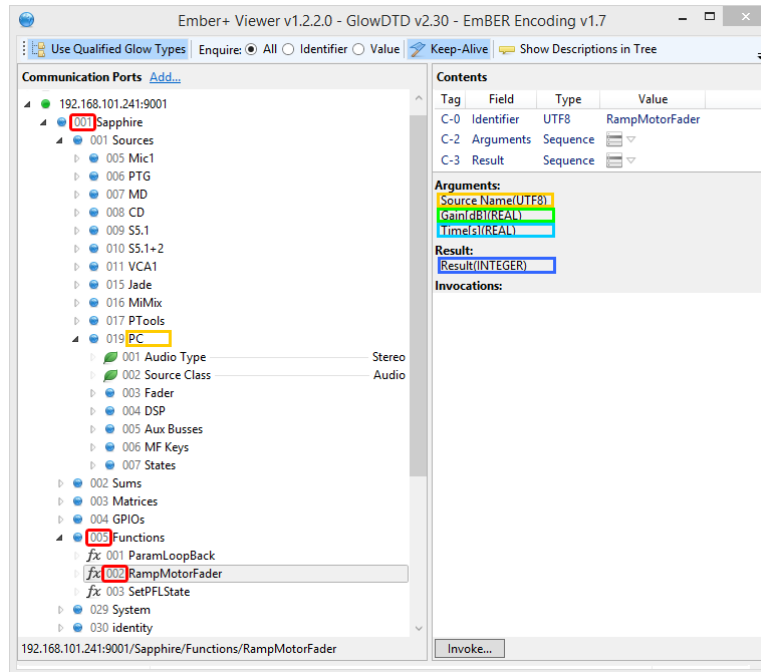 Ember+ Viewer v1.2.2.0 - GlowDTD v2.30 - EmBER Encoding v1.7
Use Qualified Glow Types Enquire: All Identifier Value Keep-Alive Show Descriptions in Tree
Communication Ports Add...
192.168.101.241:9001
001 Sapphire
001 Sources
005 Mic1
006 PTG
007 MD
008 CD
009 S5.1
010 S5.1+2
011 VCA1
015 Jade
016 MiMix
017 PTools
019 PC
001 Audio Type Stereo
002 Source Class Audio
003 Fader
004 DSP
005 Aux Busses
006 MF Keys
007 States
002 Sums
003 Matrices
004 GPIOs
005 Functions
fx 001 ParamLoopBack
fx 002 RampMotorFader
fx 003 SetPFLState
029 System
030 identity
192.168.101.241:9001/Sapphire/Functions/RampMotorFader
Contents
Tag Field Type Value
C-0 Identifier UTF8 RampMotorFader
C-2 Arguments Sequence
C-3 Result Sequence
Arguments:
Source Name(UTF8)
Gain[dB](REAL)
Time[s](REAL)
Result:
Result(INTEGER)
Invocations:
Invoke...